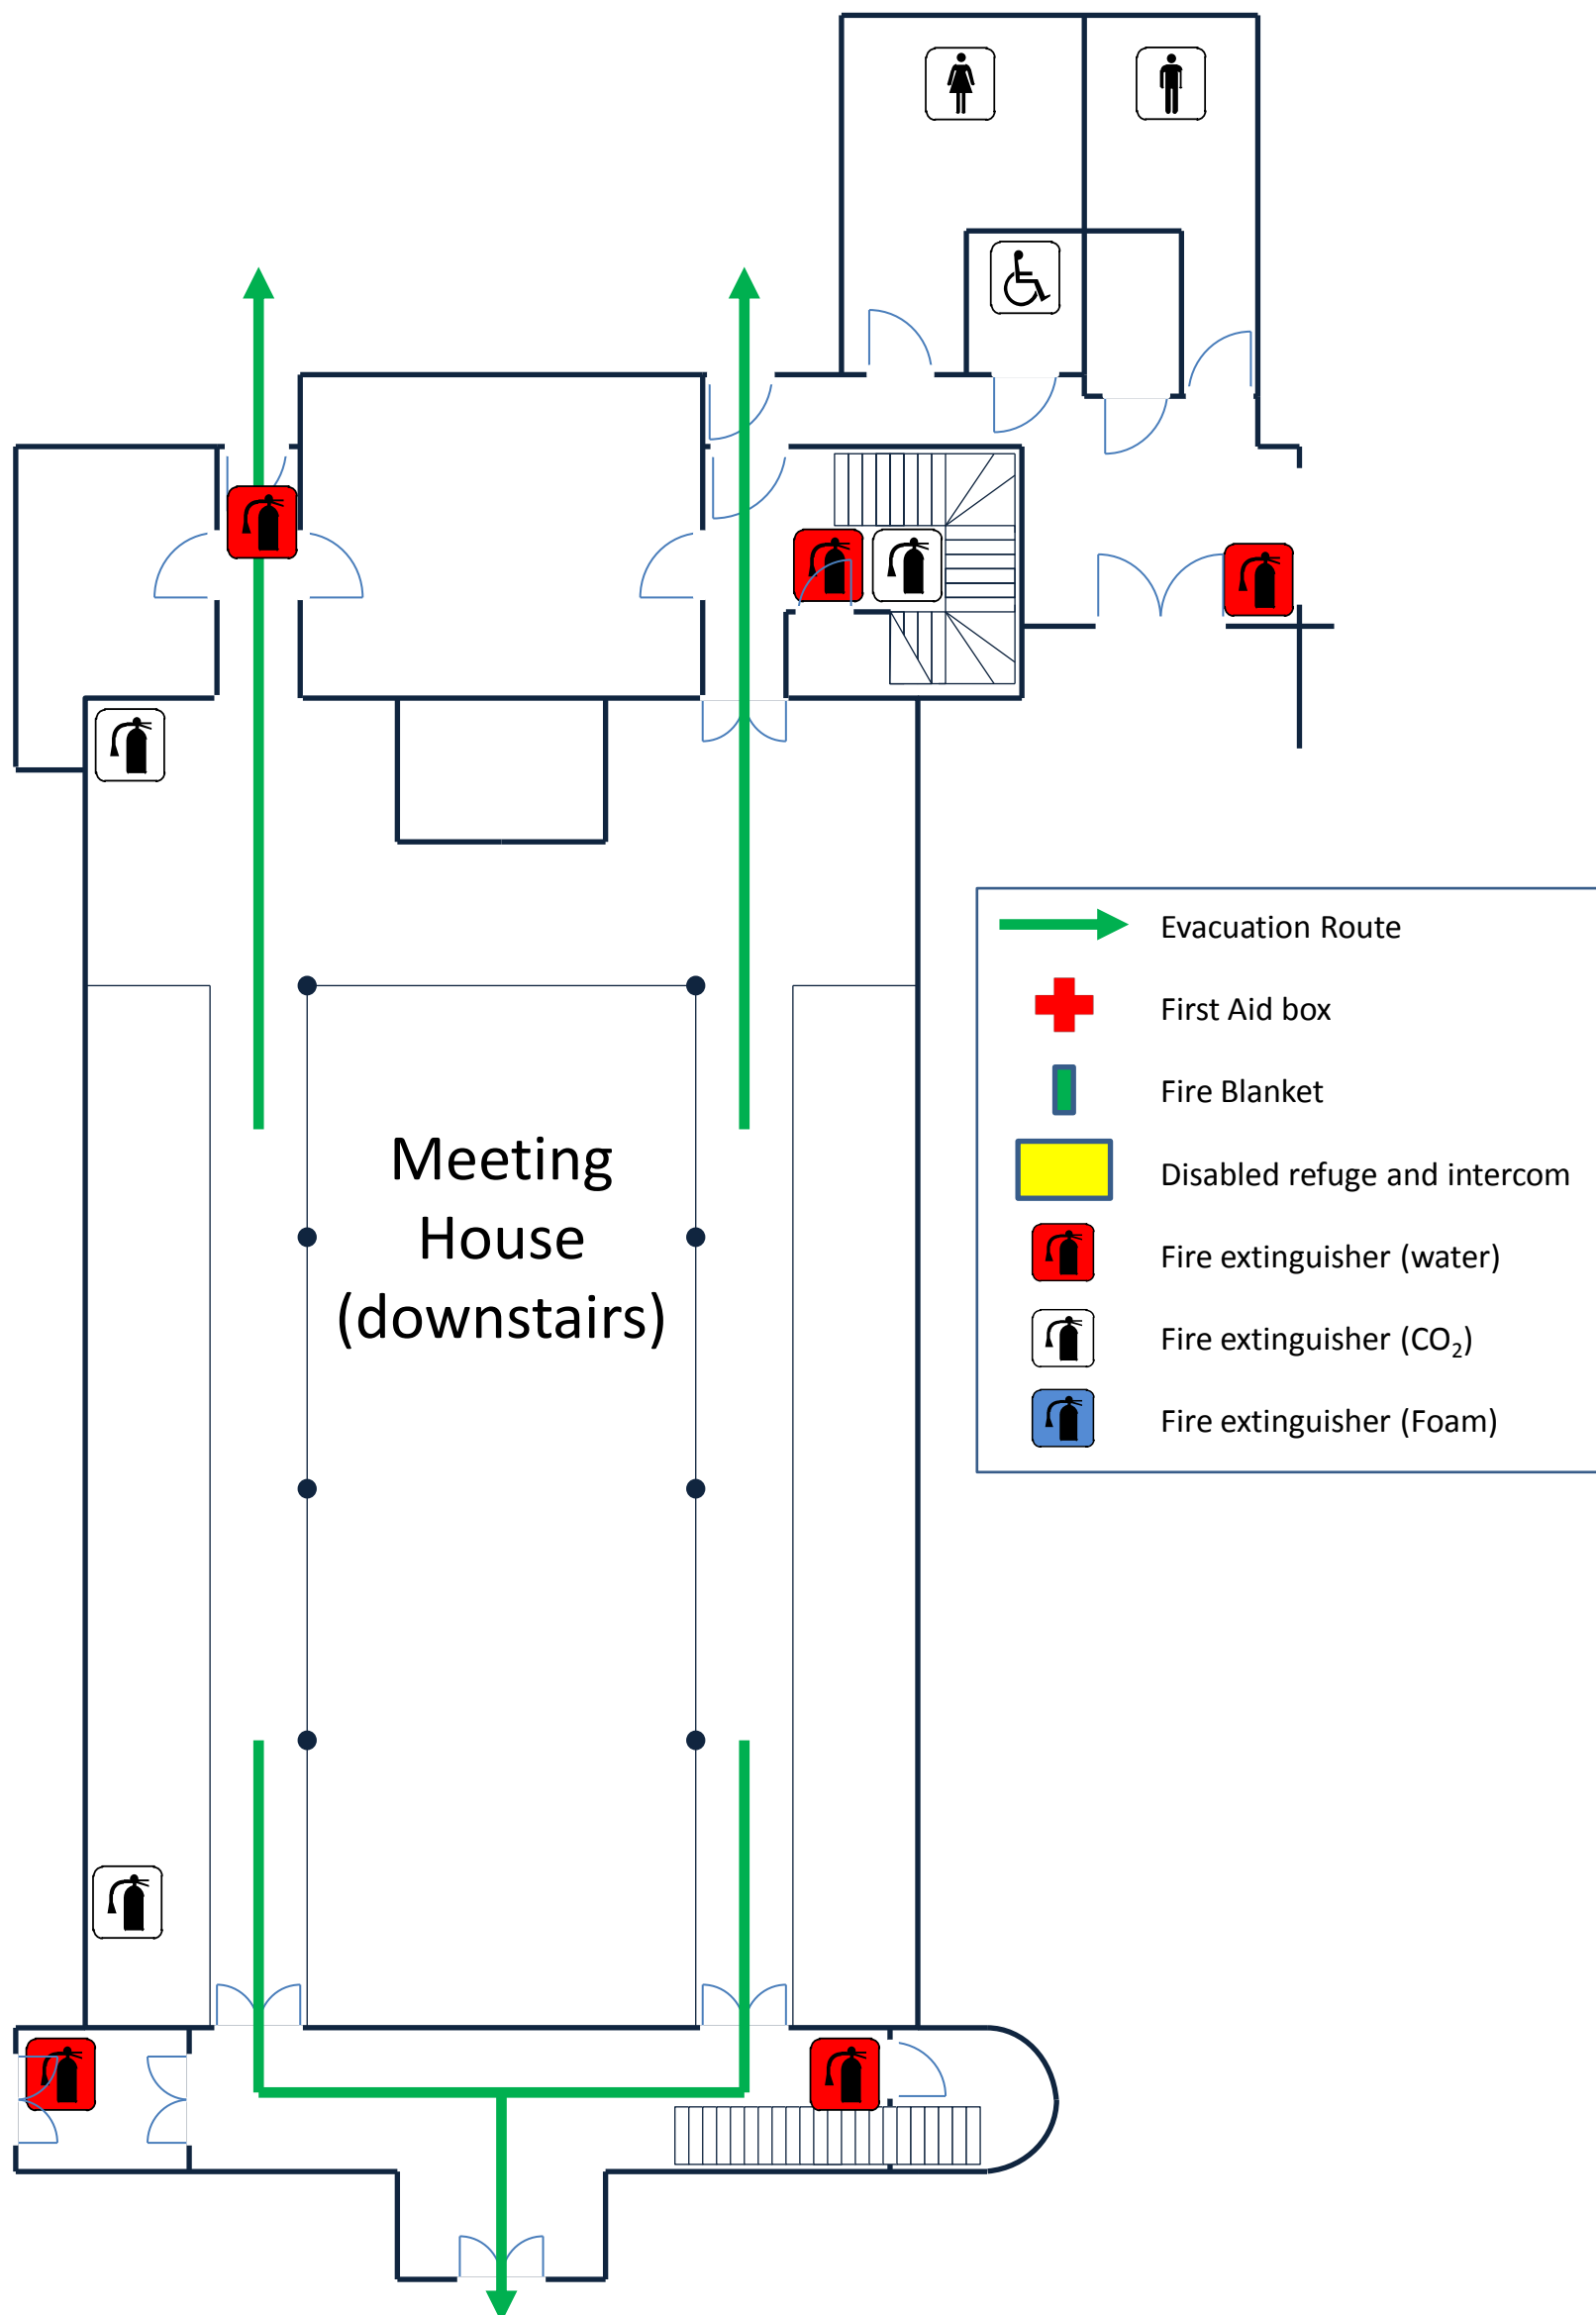 Meeting
House
(downstairs)
Evacuation Route
First Aid box
Fire Blanket
Disabled refuge and intercom
Fire extinguisher (water)
Fire extinguisher (CO₂)
Fire extinguisher (Foam)